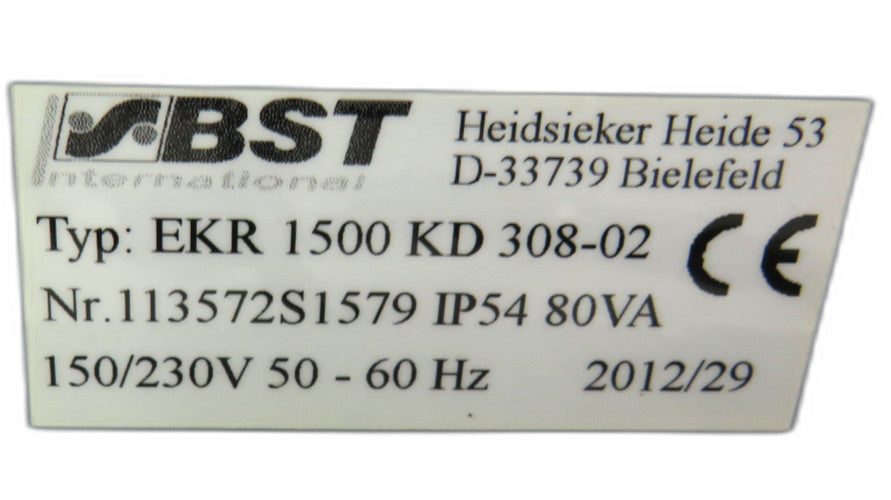 BST
International
Heidsieker Heide 53
D-33739 Bielefeld
Typ: EKR 1500 KD 308-02
CE
Nr.113572S1579 IP54 80VA
150/230V 50 - 60 Hz 2012/29